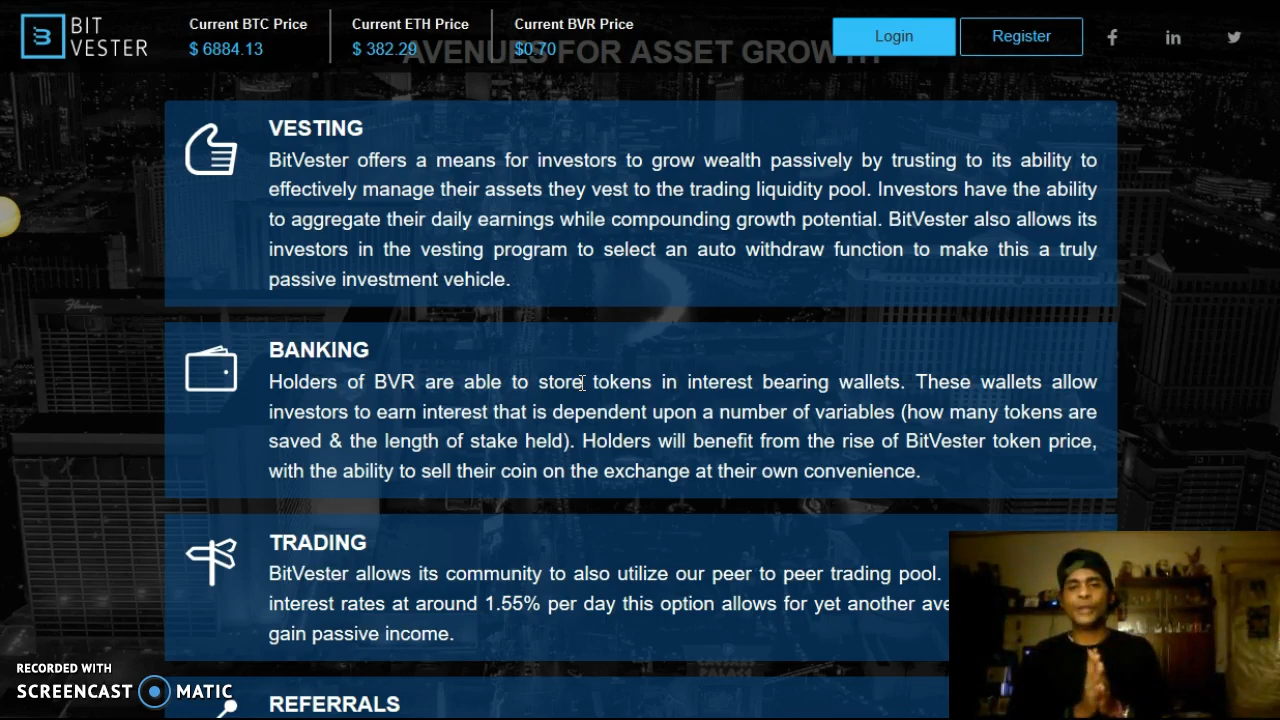 BIT
VESTER
Current BTC Price
$ 6884.13
Current ETH Price
$ 382.29
Current BVR Price
$0.70
Login
Register
AVENUES FOR ASSET GROWTH
VESTING
BitVester offers a means for investors to grow wealth passively by trusting to its ability to
effectively manage their assets they vest to the trading liquidity pool. Investors have the ability
to aggregate their daily earnings while compounding growth potential. BitVester also allows its
investors in the vesting program to select an auto withdraw function to make this a truly
passive investment vehicle.
BANKING
Holders of BVR are able to store tokens in interest bearing wallets. These wallets allow
investors to earn interest that is dependent upon a number of variables (how many tokens are
saved & the length of stake held). Holders will benefit from the rise of BitVester token price,
with the ability to sell their coin on the exchange at their own convenience.
TRADING
BitVester allows its community to also utilize our peer to peer trading pool.
interest rates at around 1.55% per day this option allows for yet another ave
gain passive income.
REFERRALS
RECORDED WITH
SCREENCAST MATIC
Flamingo
CAESARS
PALACE